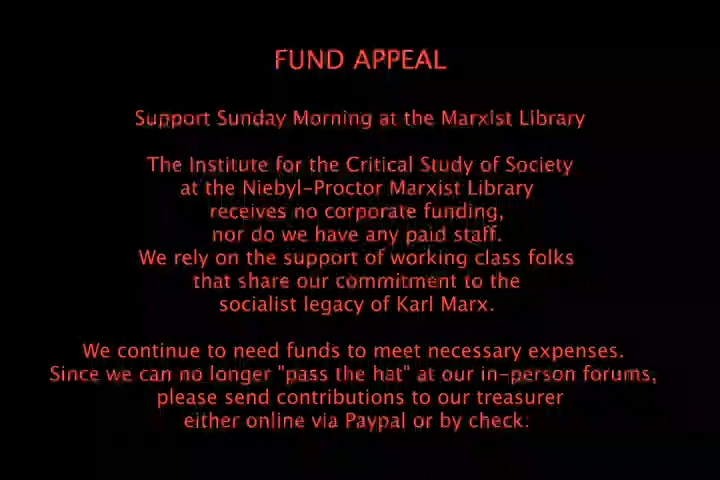 FUND APPEAL
Support Sunday Morning at the Marxist Library
The Institute for the Critical Study of Society
at the Niebyl-Proctor Marxist Library
receives no corporate funding,
nor do we have any paid staff.
We rely on the support of working class folks
that share our commitment to the
socialist legacy of Karl Marx.
We continue to need funds to meet necessary expenses.
Since we can no longer "pass the hat" at our in-person forums,
please send contributions to our treasurer
either online via Paypal or by check: